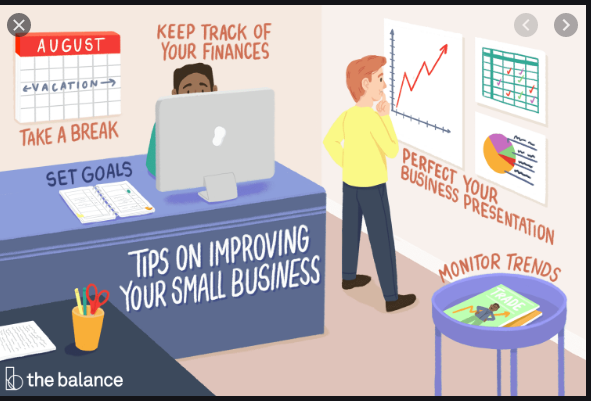 AUGUST
VACATION
TAKE A BREAK
KEEP TRACK OF
YOUR FINANCES
SET GOALS
TIPS ON IMPROVING
YOUR SMALL BUSINESS
PERFECT YOUR
BUSINESS PRESENTATION
MONITOR TRENDS
TRADE
the balance